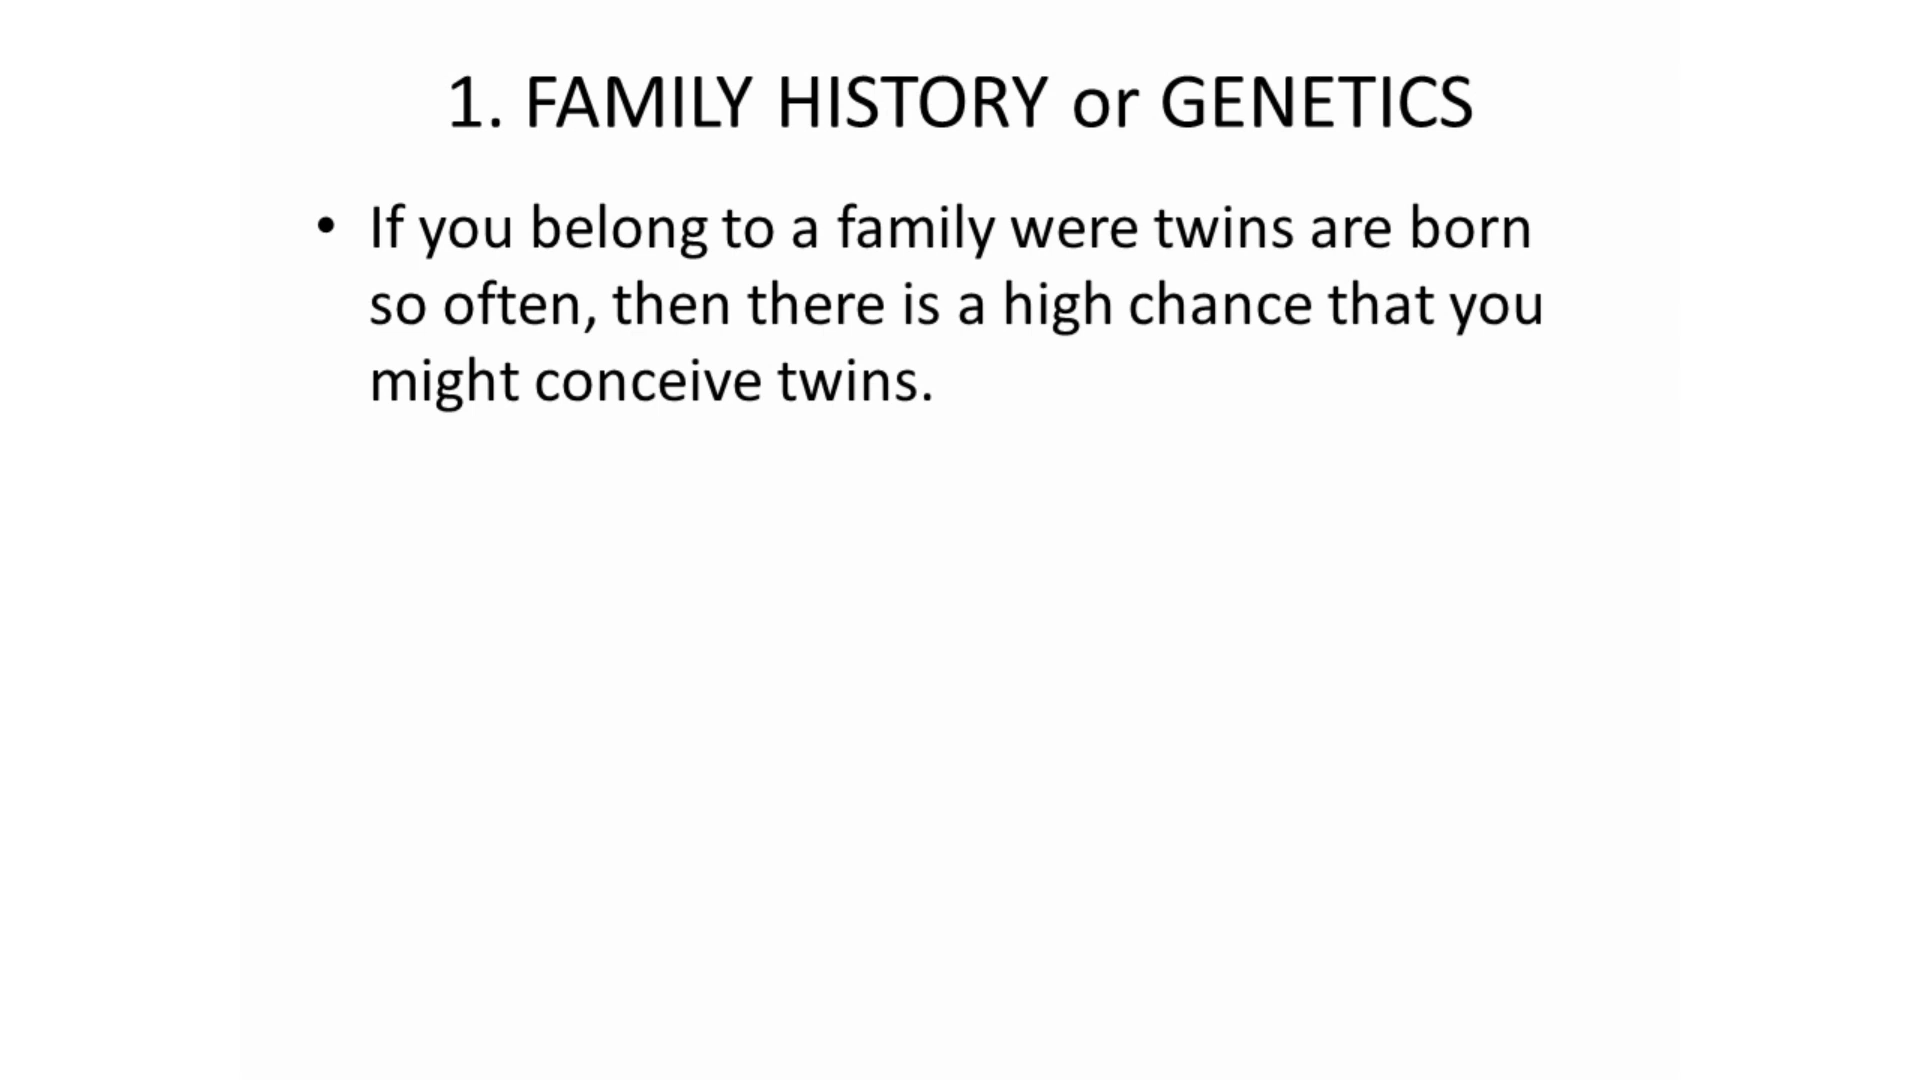 1. FAMILY HISTORY or GENETICS
• If you belong to a family were twins are born
so often, then there is a high chance that you
might conceive twins.